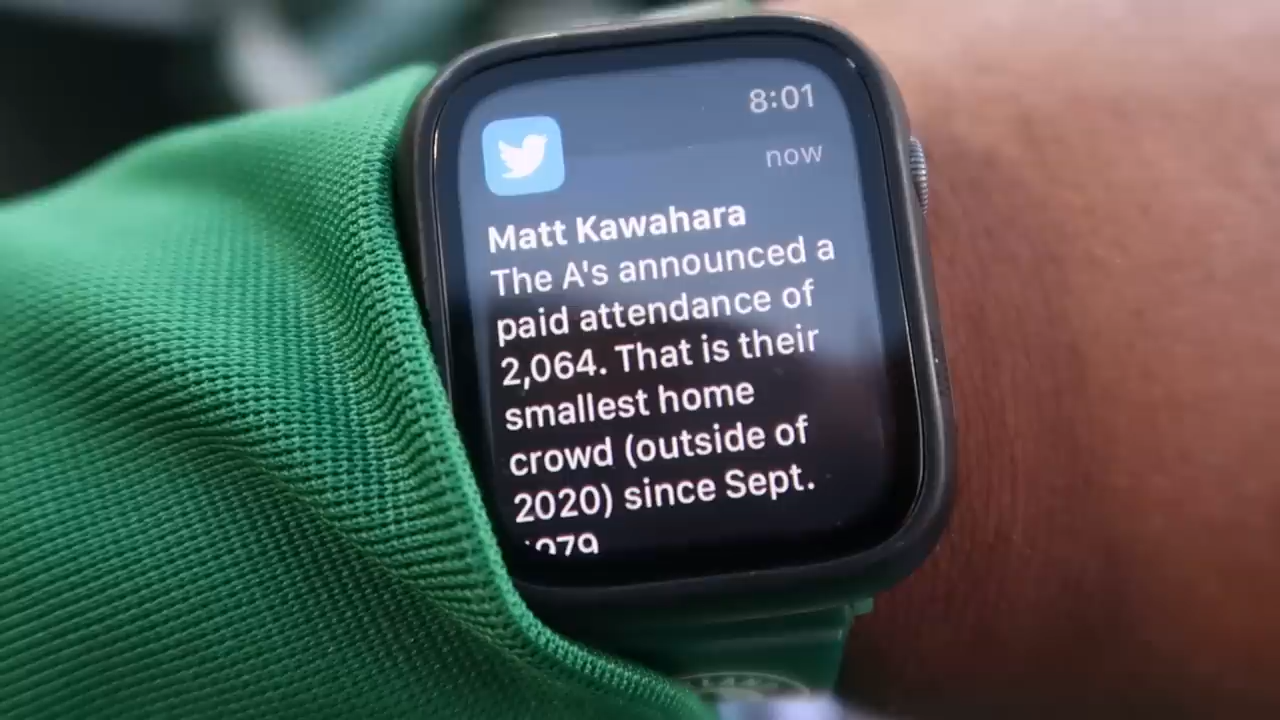 8:01
now
Matt Kawahara
The A's announced a
paid attendance of
2,064. That is their
smallest home
crowd (outside of
2020) since Sept.
1979